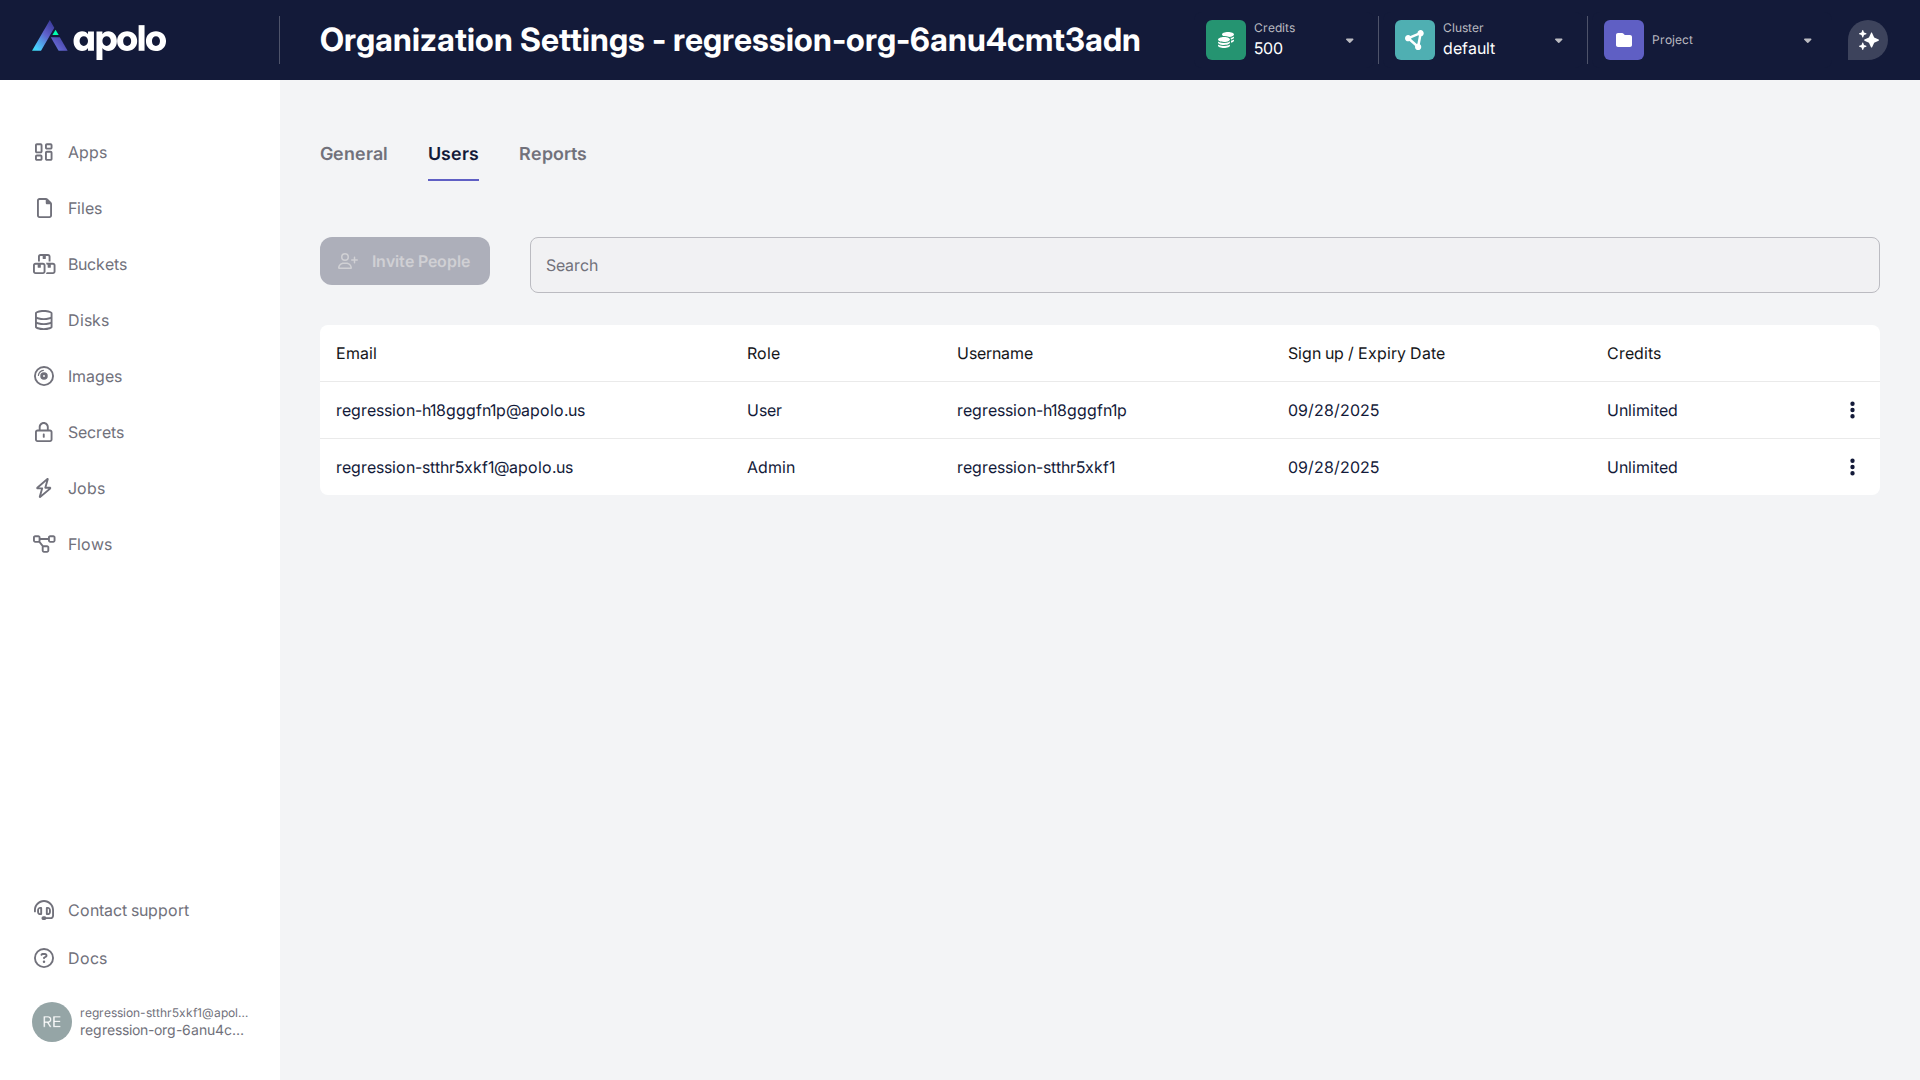 apolo
Organization Settings - regression-org-6anu4cmt3adn
Credits
500
Cluster
default
Project
Apps
Files
Buckets
Disks
Images
Secrets
Jobs
Flows
General Users Reports
Invite People
Search
Email Role Username Sign up / Expiry Date Credits
regression-h18gggfn1p@apolo.us User regression-h18gggfn1p 09/28/2025 Unlimited
regression-stthr5xkf1@apolo.us Admin regression-stthr5xkf1 09/28/2025 Unlimited
Contact support
Docs
RE
regression-stthr5xkf1@apol...
regression-org-6anu4c...